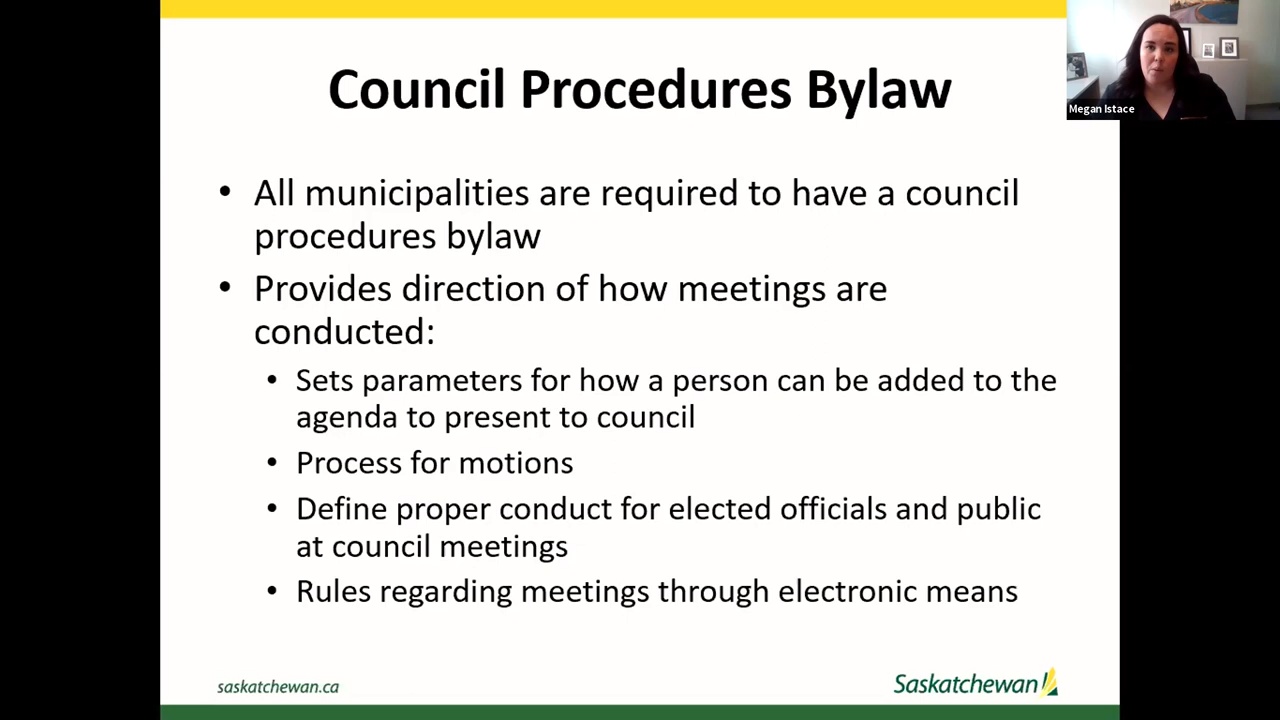 Council Procedures Bylaw
Megan Istace
• All municipalities are required to have a council
procedures bylaw
• Provides direction of how meetings are
conducted:
• Sets parameters for how a person can be added to the
agenda to present to council
• Process for motions
• Define proper conduct for elected officials and public
at council meetings
• Rules regarding meetings through electronic means
saskatchewan.ca
Saskatchewan